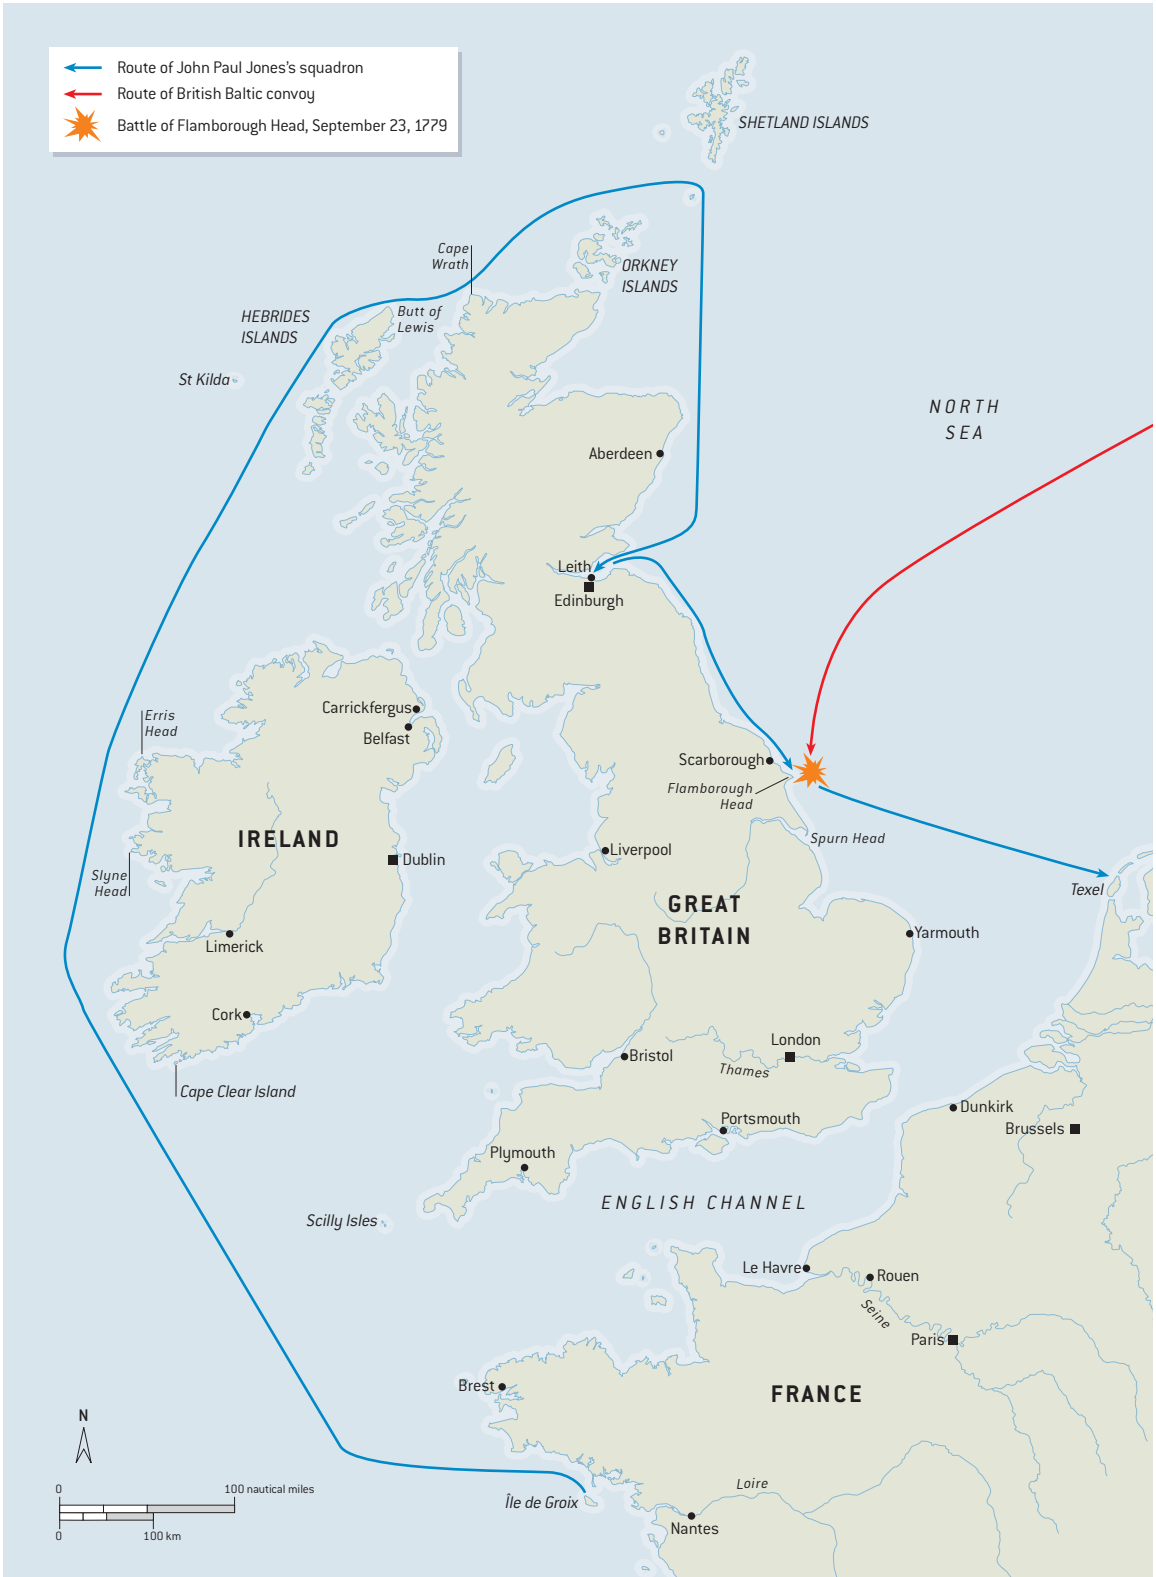 Route of John Paul Jones's squadron
Route of British Baltic convoy
Battle of Flamborough Head, September 23, 1779
SHETLAND ISLANDS
Cape
Wrath
ORKNEY
ISLANDS
HEBRIDES
ISLANDS
Butt of
Lewis
St Kilda
NORTH
SEA
Aberdeen
Leith
Edinburgh
Carrickfergus
Belfast
Erris
Head
Scarborough
Flamborough
Head
IRELAND
Spurn Head
Liverpool
Dublin
Slyne
Head
Texel
GREAT
BRITAIN
Yarmouth
Limerick
Cork
London
Bristol
Thames
Cape Clear Island
Dunkirk
Portsmouth
Brussels
Plymouth
ENGLISH CHANNEL
Scilly Isles
Le Havre
Rouen
Seine
Paris
Brest
FRANCE
N
Loire
0
100 nautical miles
Île de Groix
Nantes
0
100 km